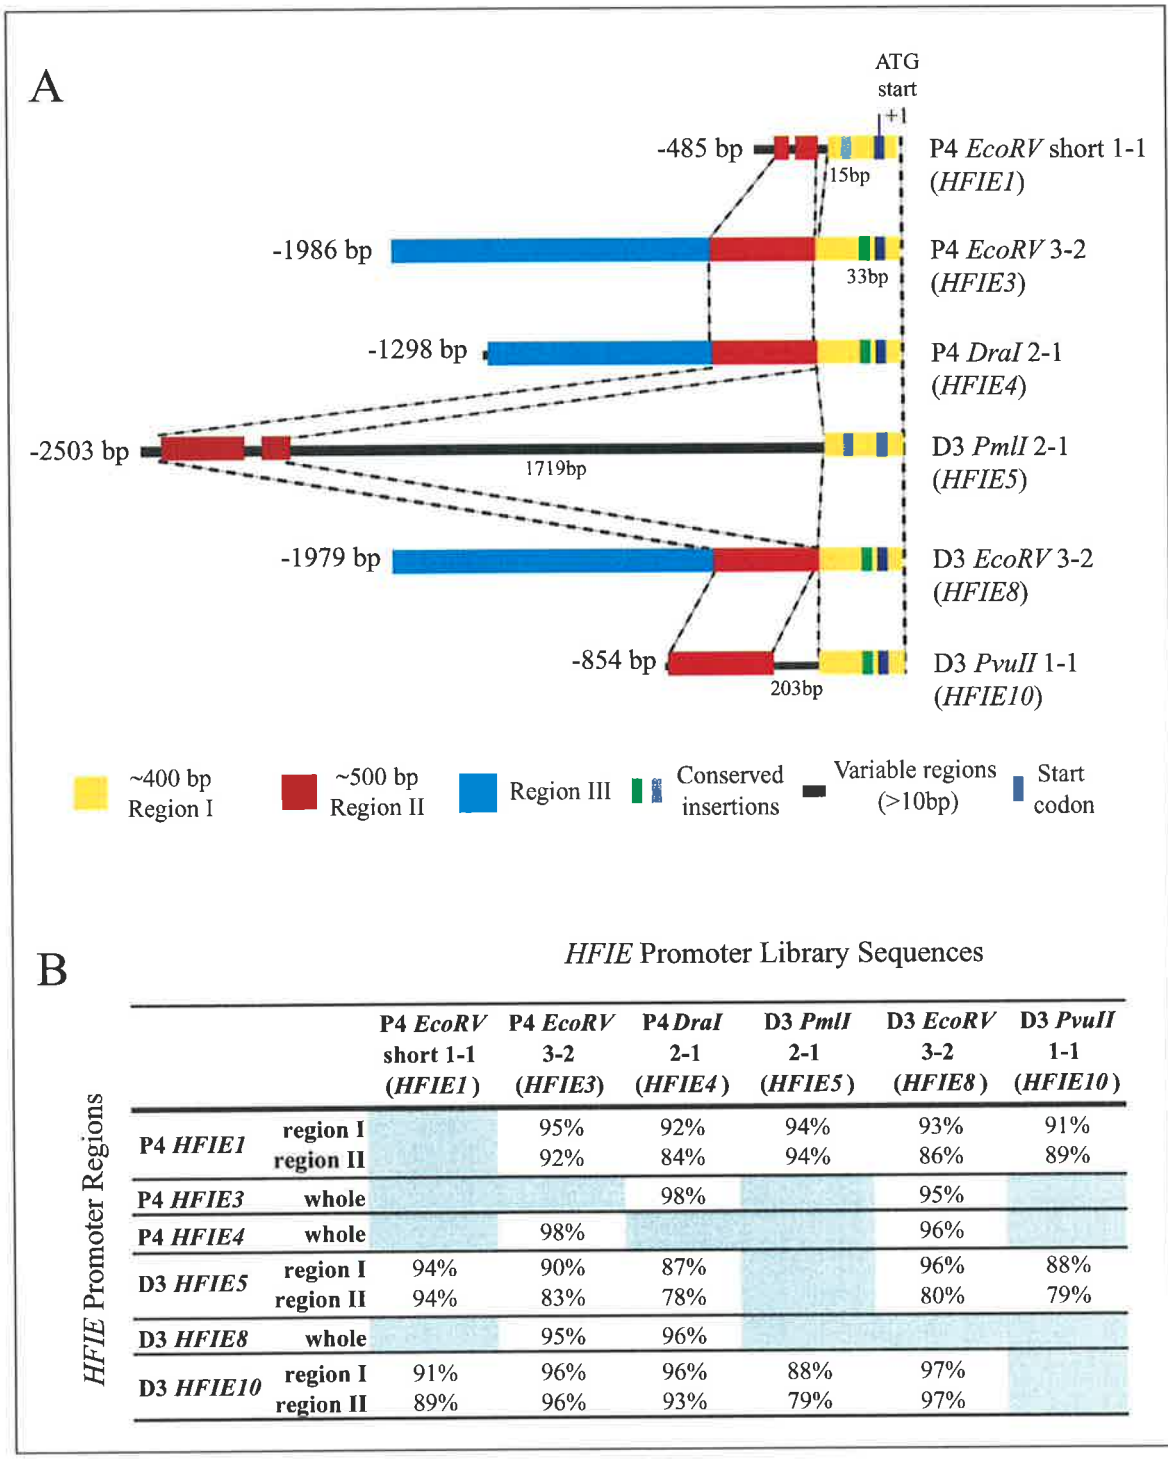 A
ATG
start
+1
-485 bp
P4 EcoRV short 1-1
15bp
(HFIE1)
-1986 bp
P4 EcoRV 3-2
33bp
(HFIE3)
-1298 bp
P4 DraI 2-1
(HFIE4)
-2503 bp
D3 PmlI 2-1
1719bp
(HFIE5)
-1979 bp
D3 EcoRV 3-2
(HFIE8)
-854 bp
D3 PvuII 1-1
203bp
(HFIE10)
~400 bp
Region I
~500 bp
Region II
Region III
Conserved
insertions
Variable regions
(>10bp)
Start
codon
B
HFIE Promoter Library Sequences
HFIE Promoter Regions
P4 EcoRV P4 EcoRV P4 DraI D3 PmlI D3 EcoRV D3 PvuII
short 1-1 3-2 2-1 2-1 3-2 1-1
(HFIE1) (HFIE3) (HFIE4) (HFIE5) (HFIE8) (HFIE10)
P4 HFIE1
region I 95% 92% 94% 93% 91%
region II 92% 84% 94% 86% 89%
P4 HFIE3 whole 98% 95%
P4 HFIE4 whole 98% 96%
D3 HFIE5
region I 94% 90% 87% 96% 88%
region II 94% 83% 78% 80% 79%
D3 HFIE8 whole 95% 96%
D3 HFIE10
region I 91% 96% 96% 88% 97%
region II 89% 96% 93% 79% 97%